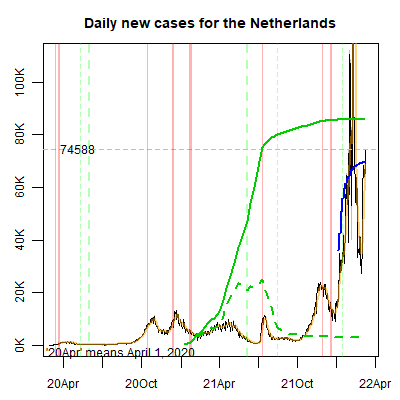 Daily new cases for the Netherlands
100K
80K
74588
60K
40K
20K
0K
'20Apr' means April 1, 2020
20Apr
20Oct
21Apr
21Oct
22Apr